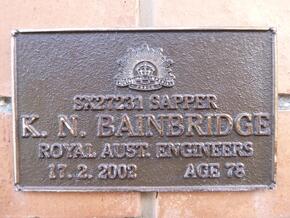 SX27231 SAPPER
K. N. BAINBRIDGE
ROYAL AUST. ENGINEERS
17. 2. 2002 AGE 78